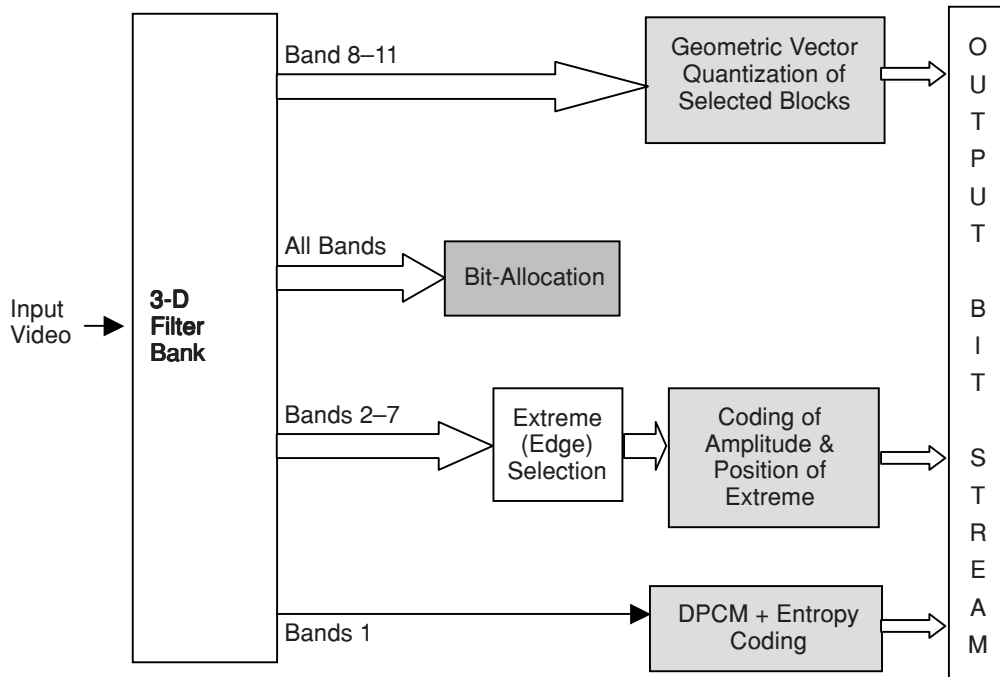 Input
Video
3-D
Filter
Bank
Band 8–11
Geometric Vector
Quantization of
Selected Blocks
All Bands
Bit-Allocation
Bands 2–7
Extreme
(Edge)
Selection
Coding of
Amplitude &
Position of
Extreme
Bands 1
DPCM + Entropy
Coding
O
U
T
P
U
T
B
I
T
S
T
R
E
A
M